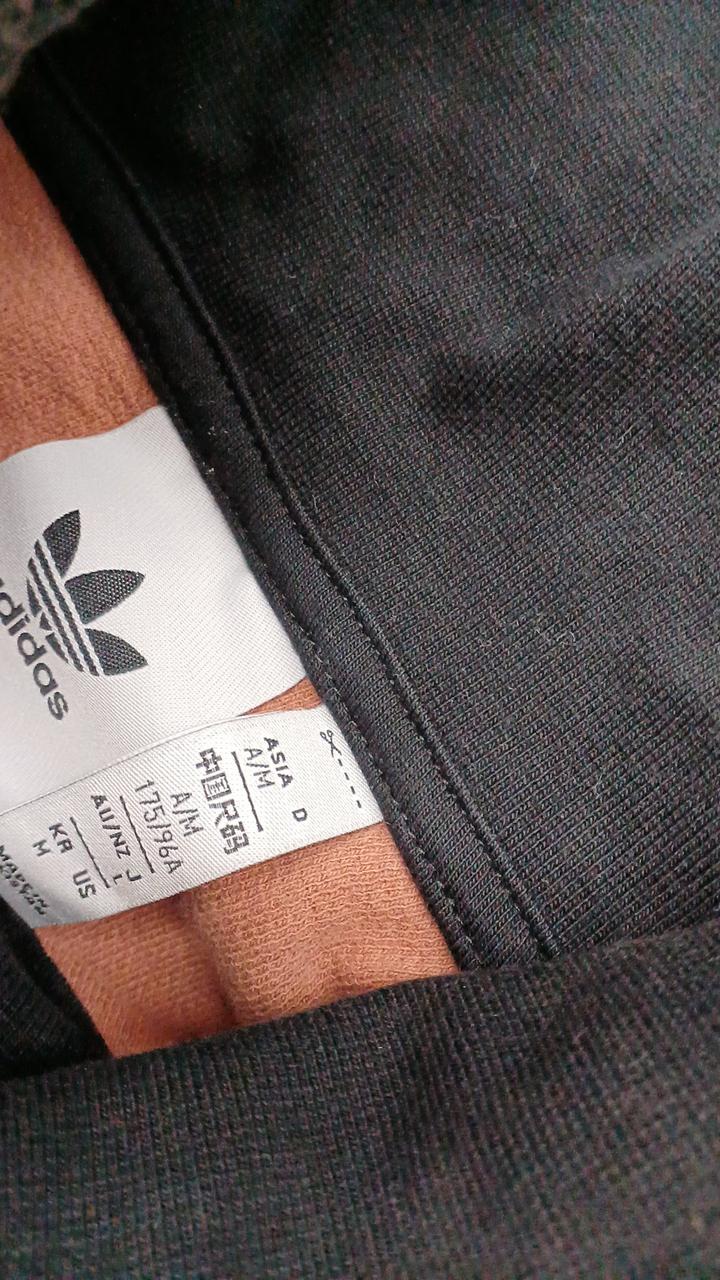 adidas
ASIA
A/M
D
中国尺码
A/M
175/96A
AU/NZ
J
L
KR
M
US